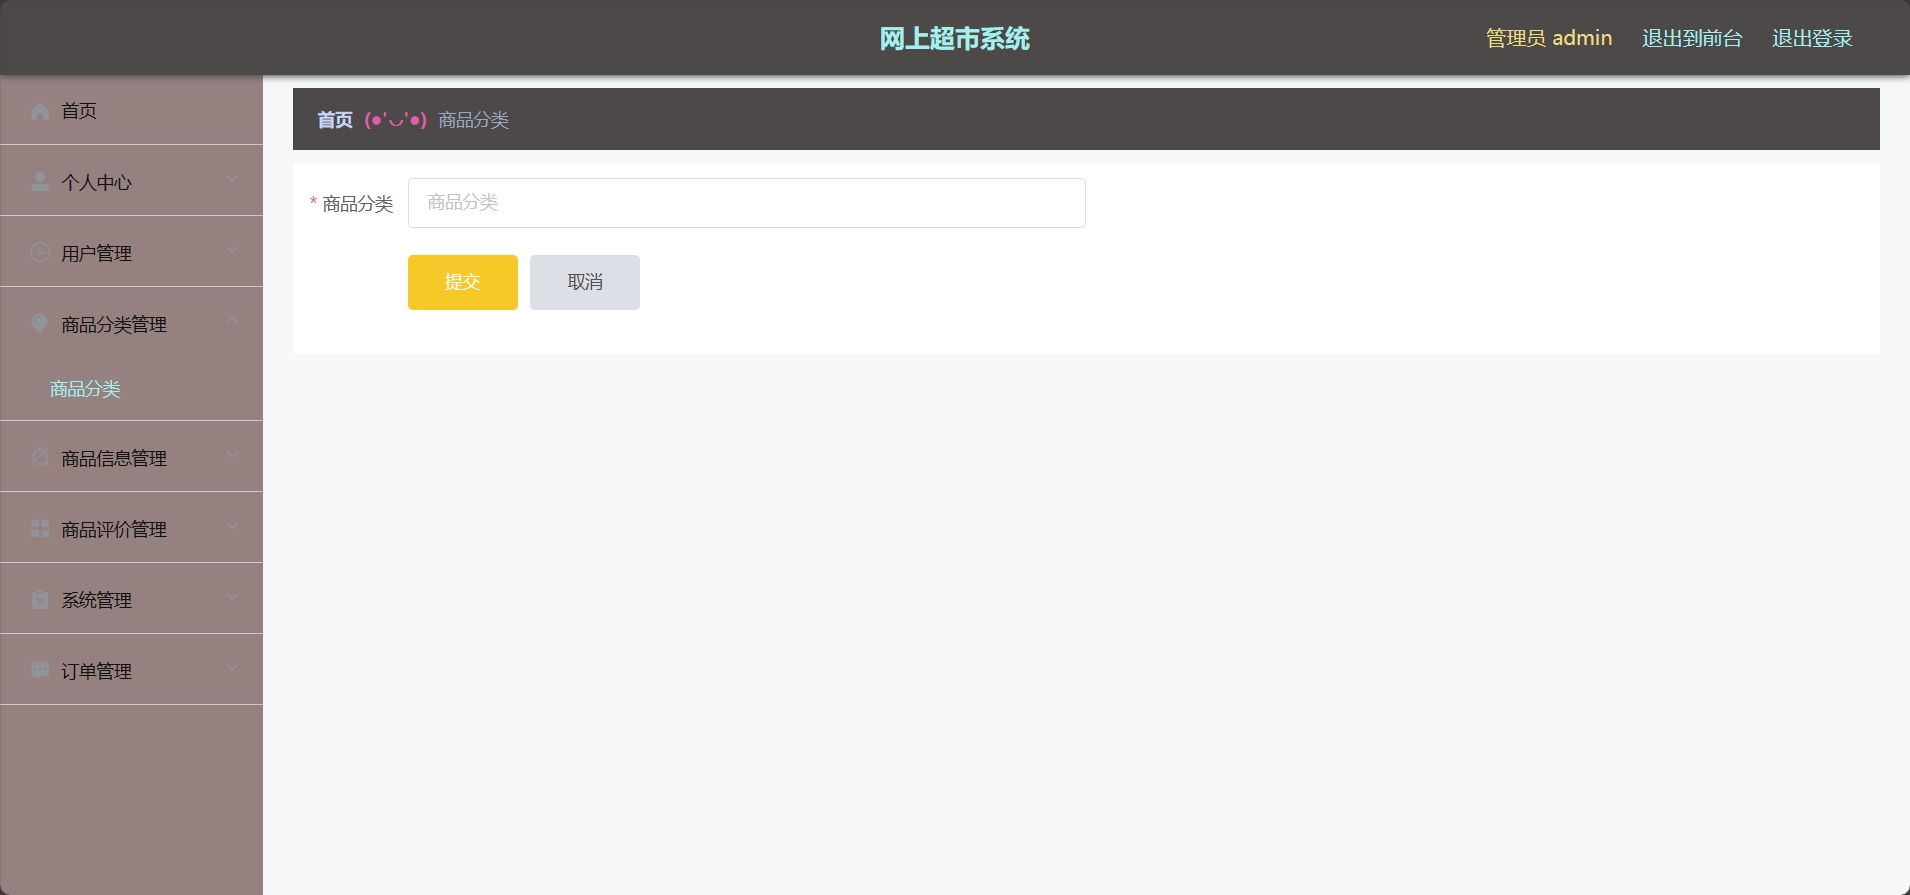 网上超市系统
管理员 admin 退出到前台 退出登录
首页
个人中心
用户管理
商品分类管理
商品分类
商品信息管理
商品评价管理
系统管理
订单管理
首页 (●'◡'●) 商品分类
* 商品分类 商品分类
提交 取消